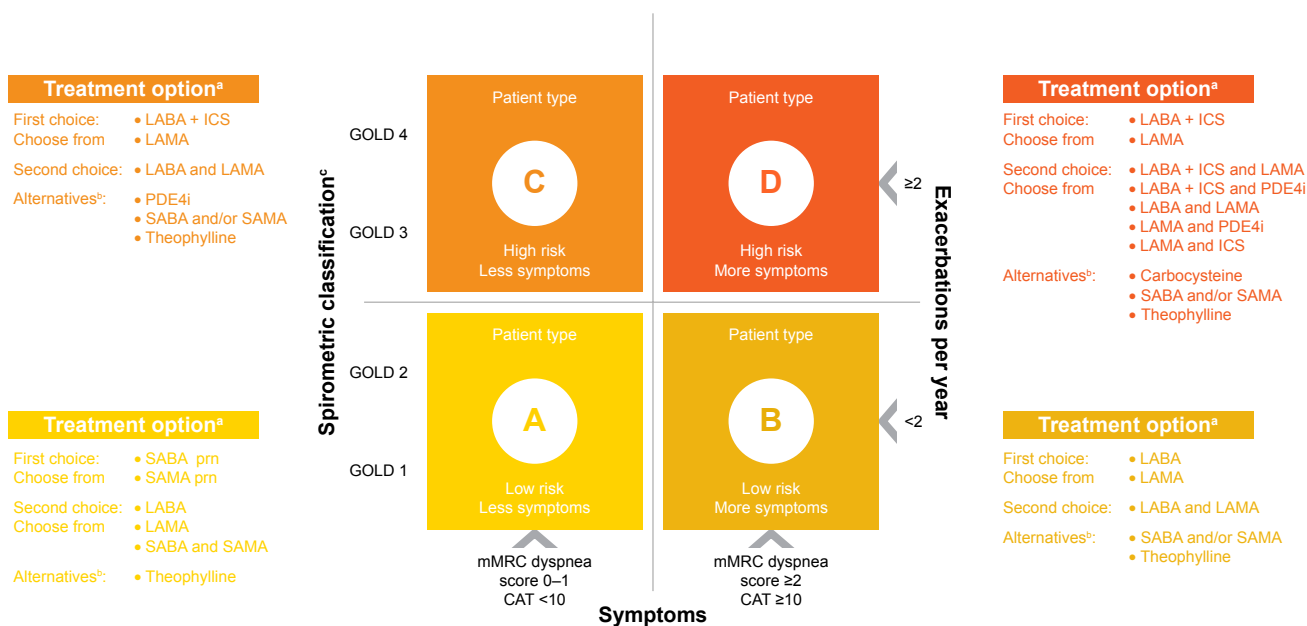 Treatment optionᵃ
First choice: • LABA + ICS
Choose from • LAMA
Second choice: • LABA and LAMA
Alternativesᵇ: • PDE4i
• SABA and/or SAMA
• Theophylline
Treatment optionᵃ
First choice: • SABA prn
Choose from • SAMA prn
Second choice: • LABA
Choose from • LAMA
• SABA and SAMA
Alternativesᵇ: • Theophylline
Spirometric classificationᶜ
GOLD 4
GOLD 3
GOLD 2
GOLD 1
Patient type
C
High risk
Less symptoms
Patient type
D
High risk
More symptoms
Patient type
A
Low risk
Less symptoms
Patient type
B
Low risk
More symptoms
mMRC dyspnea
score 0–1
CAT <10
mMRC dyspnea
score ≥2
CAT ≥10
Symptoms
≥2
<2
Exacerbations per year
Treatment optionᵃ
First choice: • LABA + ICS
Choose from • LAMA
Second choice: • LABA + ICS and LAMA
Choose from • LABA + ICS and PDE4i
• LABA and LAMA
• LAMA and PDE4i
• LAMA and ICS
Alternativesᵇ: • Carbocysteine
• SABA and/or SAMA
• Theophylline
Treatment optionᵃ
First choice: • LABA
Choose from • LAMA
Second choice: • LABA and LAMA
Alternativesᵇ: • SABA and/or SAMA
• Theophylline